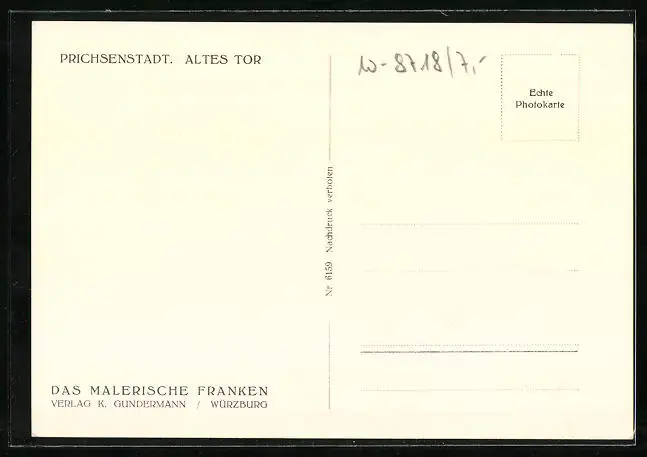 PRICHSENSTADT. ALTES TOR
W-8718/7,-
Echte
Photokarte
Nr 6159 Nachdruck verboten
DAS MALERISCHE FRANKEN
VERLAG K. GUNDERMANN / WÜRZBURG